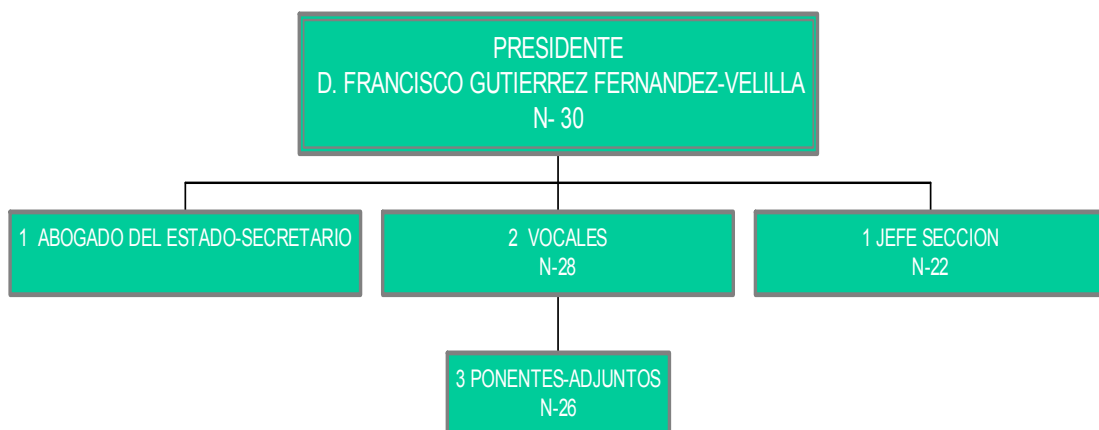 PRESIDENTE
D. FRANCISCO GUTIERREZ FERNANDEZ-VELILLA
N- 30
1 ABOGADO DEL ESTADO-SECRETARIO
2 VOCALES
N-28
1 JEFE SECCION
N-22
3 PONENTES-ADJUNTOS
N-26